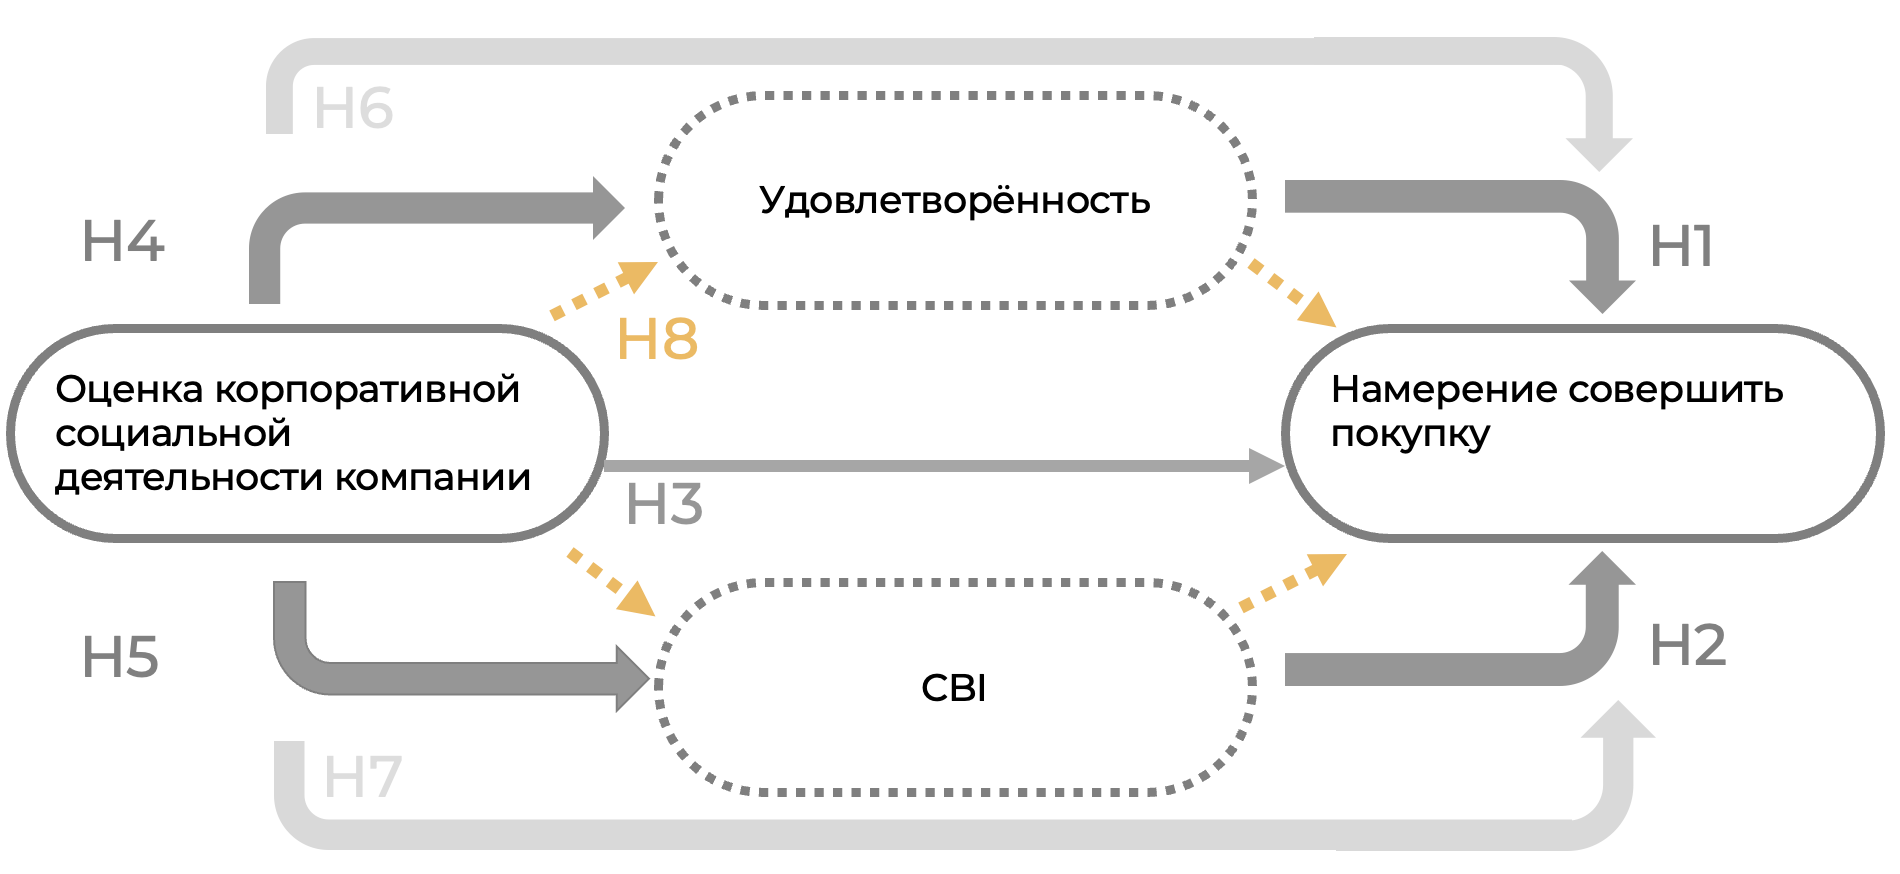 H6
Удовлетворённость
H4
H1
H8
Оценка корпоративной
социальной
деятельности компании
Намерение совершить
покупку
H3
H5
H2
CBI
H7